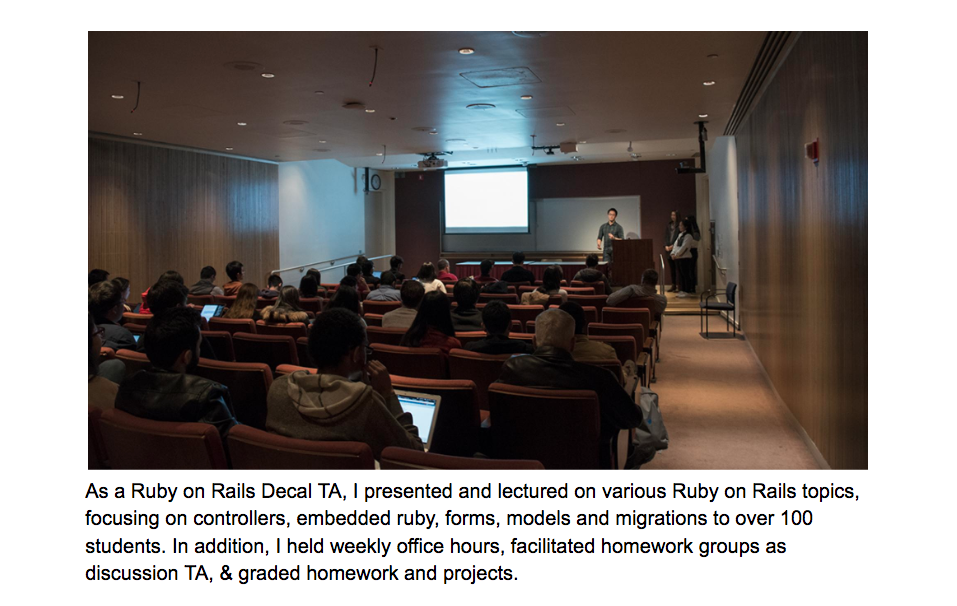 As a Ruby on Rails Decal TA, I presented and lectured on various Ruby on Rails topics,
focusing on controllers, embedded ruby, forms, models and migrations to over 100
students. In addition, I held weekly office hours, facilitated homework groups as
discussion TA, & graded homework and projects.